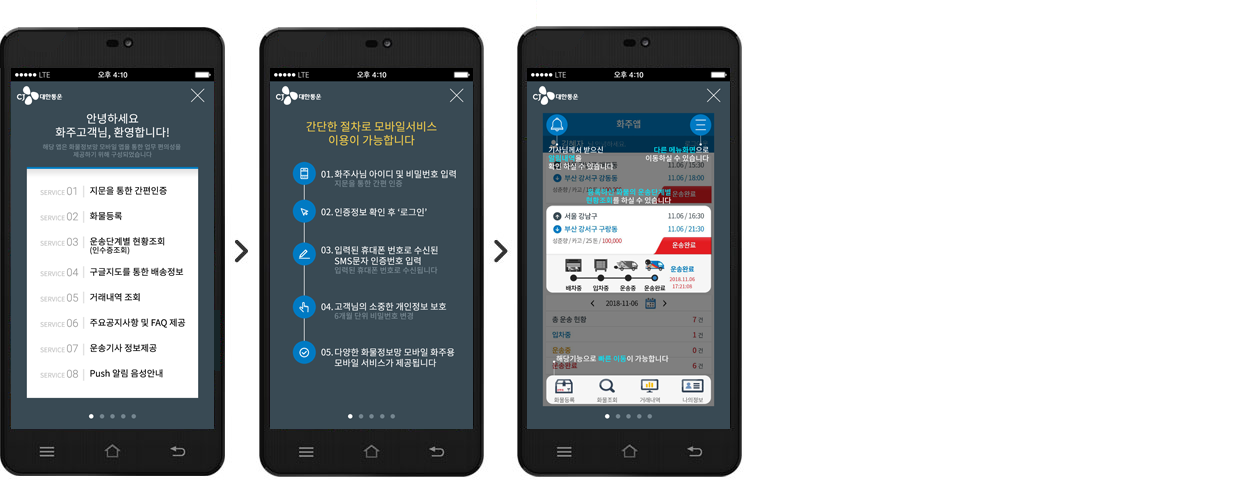 LTE
오후 4:10
CJ 대한통운
안녕하세요
화주고객님, 환영합니다!
해당 앱은 화물정보망 모바일 앱을 통한 업무 편의성을
제공하기 위해 구성되었습니다
SERVICE 01 지문을 통한 간편인증
SERVICE 02 화물등록
SERVICE 03 운송단계별 현황조회
(인수증조회)
SERVICE 04 구글지도를 통한 배송정보
SERVICE 05 거래내역 조회
SERVICE 06 주요공지사항 및 FAQ 제공
SERVICE 07 운송기사 정보제공
SERVICE 08 Push 알림 음성안내
LTE
오후 4:10
CJ 대한통운
간단한 절차로 모바일서비스
이용이 가능합니다
01. 화주사님 아이디 및 비밀번호 입력
지문을 통한 간편 인증
02. 인증정보 확인 후 ‘로그인’
03. 입력된 휴대폰 번호로 수신된
SMS문자 인증번호 입력
입력된 휴대폰 번호로 수신됩니다
04. 고객님의 소중한 개인정보 보호
6개월 단위 비밀번호 변경
05. 다양한 화물정보망 모바일 화주용
모바일 서비스가 제공됩니다
LTE
오후 4:10
CJ 대한통운
화주앱
기사님께서 받으신
을
확인 하실 수 있습니다
다른 메뉴화면으로
이동하실 수 있습니다
11.06 / 15:30
부산 강서구 강동동
11.06 / 18:00
성준량 / 카고 /
운송완료
운송단계별
현황조회를 하실 수 있습니다
서울 강남구
11.06 / 16:30
부산 강서구 구랑동
11.06 / 21:30
성준량 / 카고 / 25톤 / 100,000
운송완료
배차중
입차중
운송중
운송완료
운송완료
2018-11-06
17:21:08
2018-11-06
총 운송 현황
7 건
입차중
1 건
운송중
0 건
해당기능으로 빠른 이동이 가능합니다
운송완료
6 건
화물등록
화물조회
거래내역
나의정보